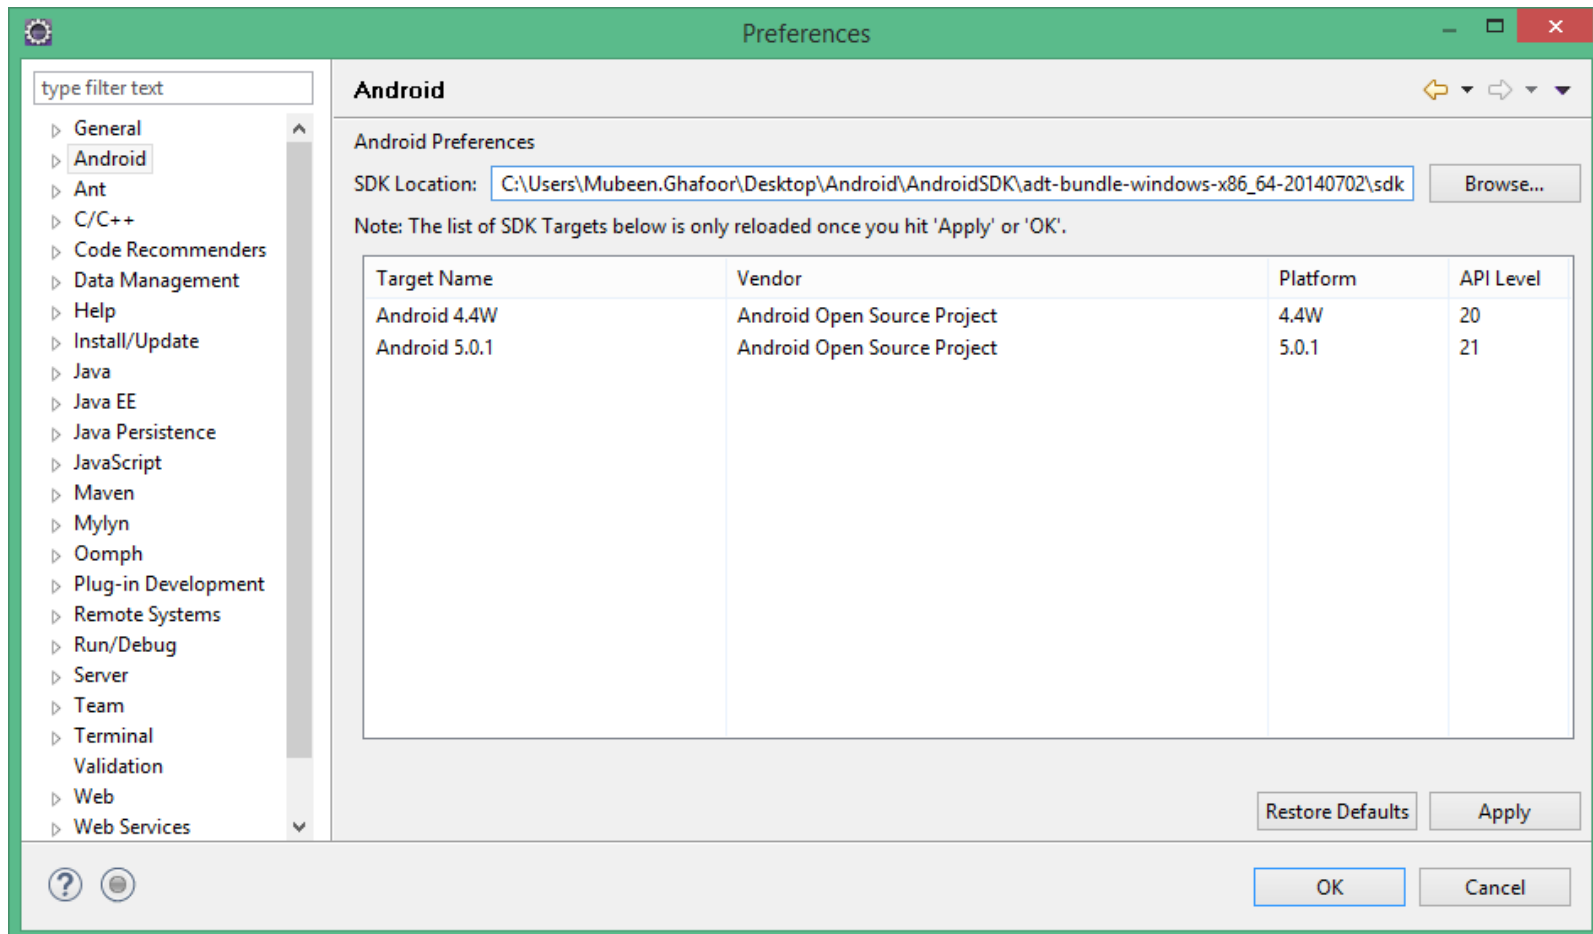 Preferences
type filter text
General
Android
Ant
C/C++
Code Recommenders
Data Management
Help
Install/Update
Java
Java EE
Java Persistence
JavaScript
Maven
Mylyn
Oomph
Plug-in Development
Remote Systems
Run/Debug
Server
Team
Terminal
Validation
Web
Web Services
Android
Android Preferences
SDK Location: C:\Users\Mubeen.Ghafoor\Desktop\Android\AndroidSDK\adt-bundle-windows-x86_64-20140702\sdk Browse...
Note: The list of SDK Targets below is only reloaded once you hit 'Apply' or 'OK'.
Target Name Vendor Platform API Level
Android 4.4W Android Open Source Project 4.4W 20
Android 5.0.1 Android Open Source Project 5.0.1 21
Restore Defaults Apply
? OK Cancel